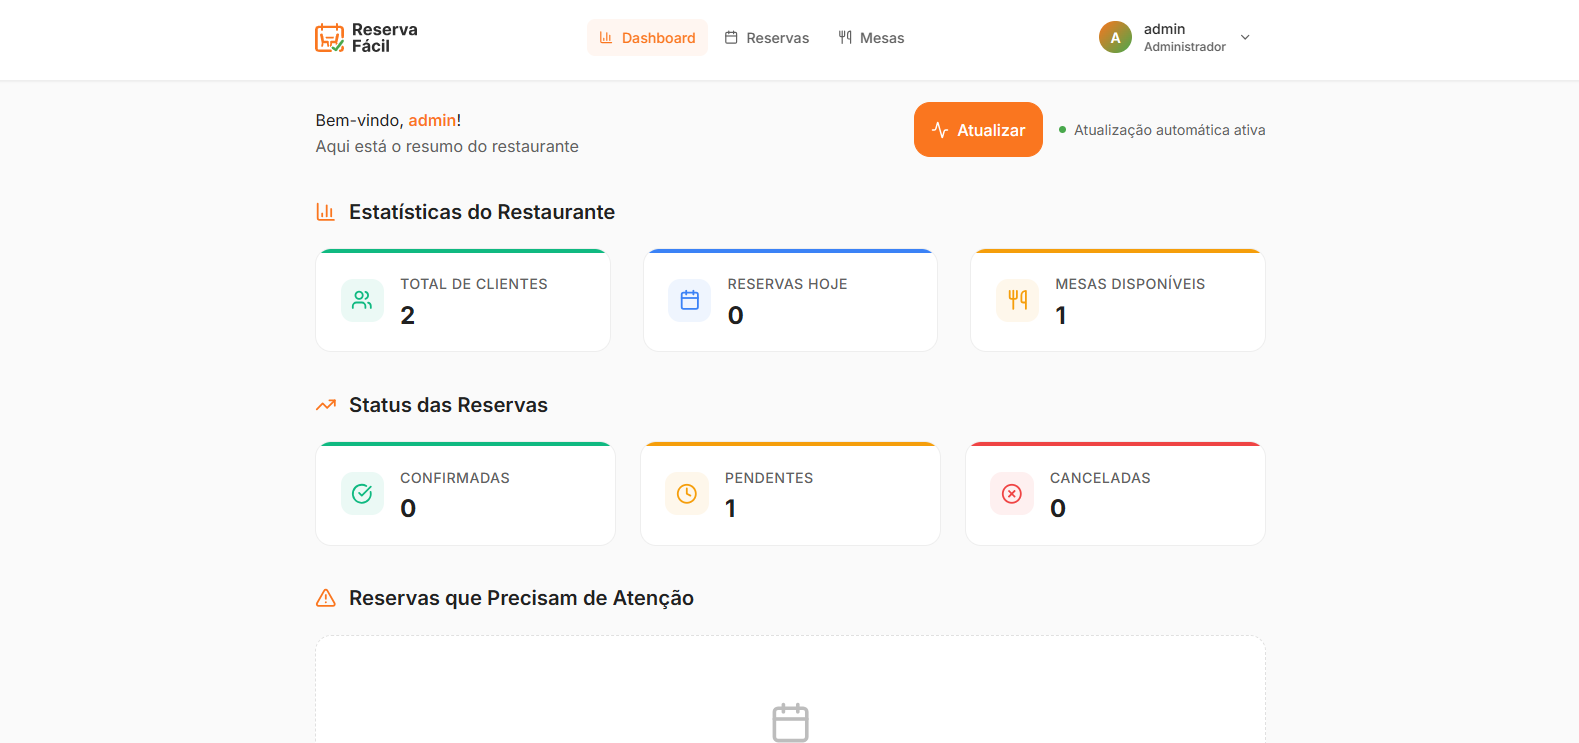 Reserva
Fácil
Dashboard
Reservas
Mesas
A
admin
Administrador
Bem-vindo, admin!
Aqui está o resumo do restaurante
Atualizar
Atualização automática ativa
Estatísticas do Restaurante
TOTAL DE CLIENTES
2
RESERVAS HOJE
0
MESAS DISPONÍVEIS
1
Status das Reservas
CONFIRMADAS
0
PENDENTES
1
CANCELADAS
0
Reservas que Precisam de Atenção